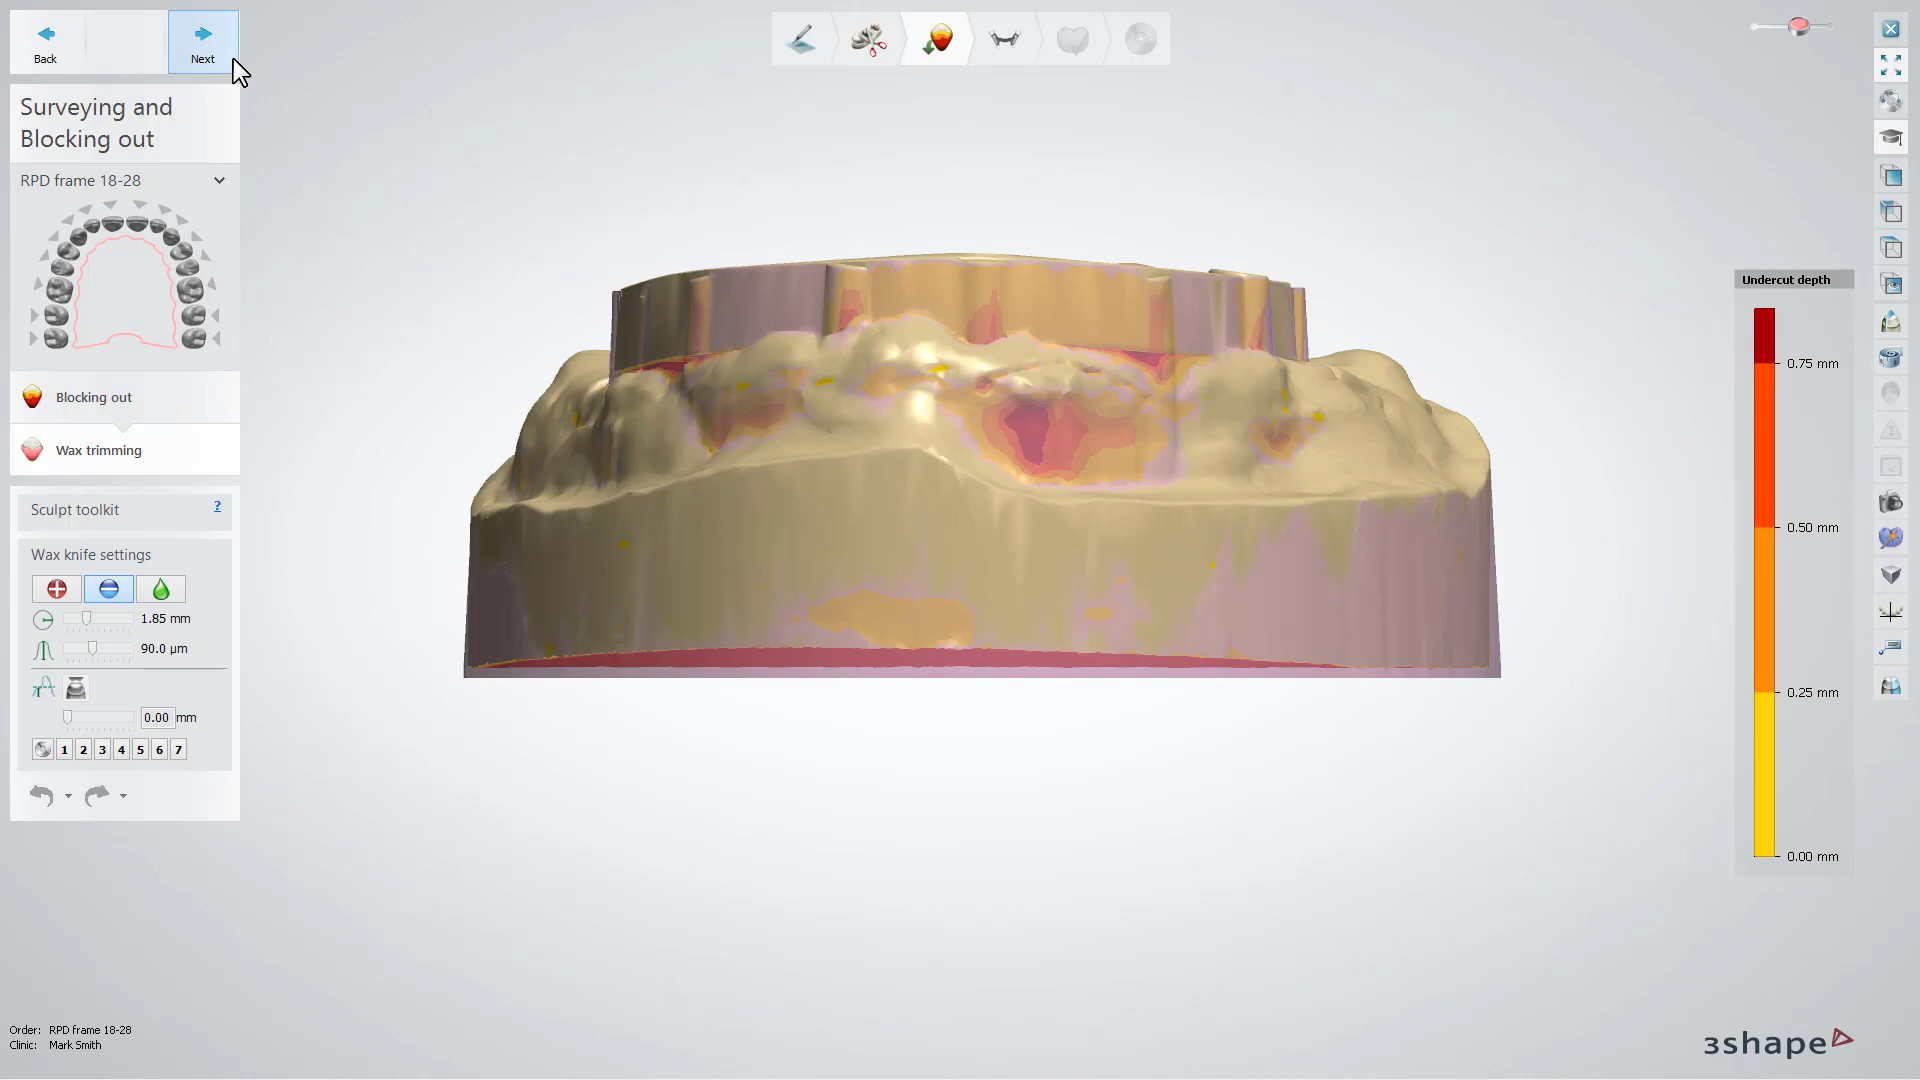 Back
Next
Surveying and
Blocking out
RPD frame 18-28
Blocking out
Wax trimming
Sculpt toolkit
?
Wax knife settings
1.85 mm
90.0 µm
0.00 mm
1 2 3 4 5 6 7
Undercut depth
0.75 mm
0.50 mm
0.25 mm
0.00 mm
Order: RPD frame 18-28
Clinic: Mark Smith
3shape